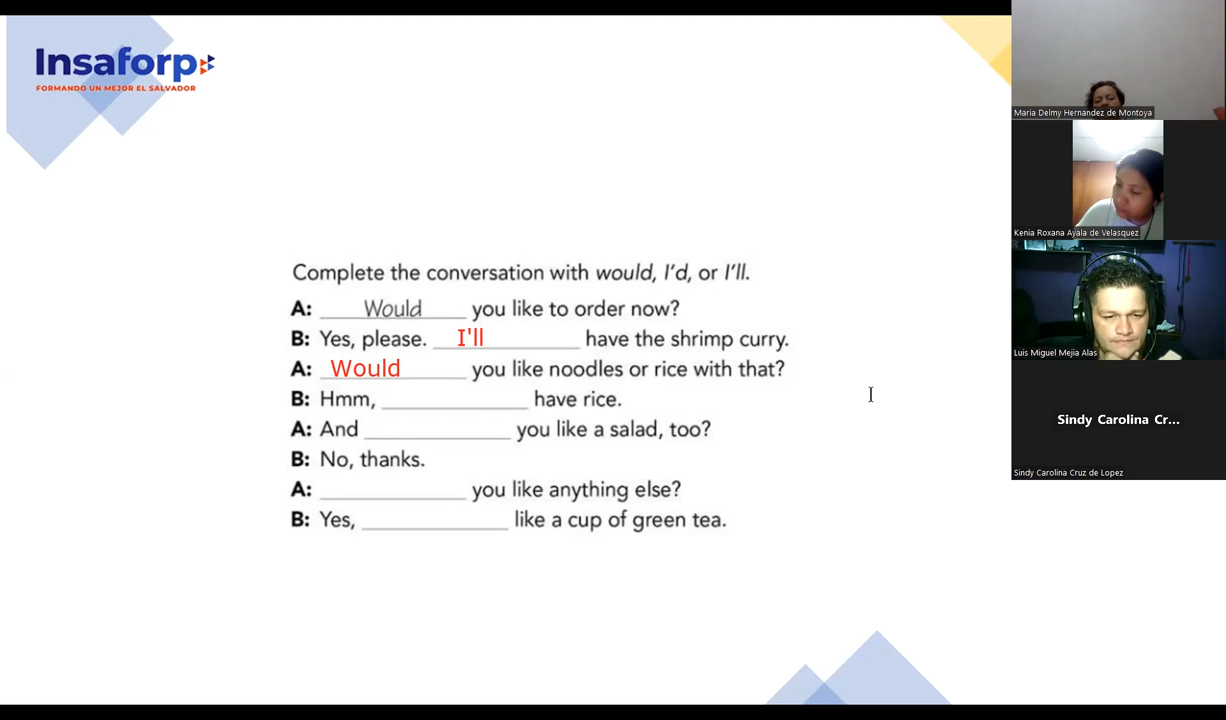 Insaforp
FORMANDO UN MEJOR EL SALVADOR
Complete the conversation with would, I'd, or I'll.
A: Would you like to order now?
B: Yes, please. I'll have the shrimp curry.
A: Would you like noodles or rice with that?
B: Hmm, ____________ have rice.
A: And ____________ you like a salad, too?
B: No, thanks.
A: ____________ you like anything else?
B: Yes, ____________ like a cup of green tea.
Maria Delmy Hernandez de Montoya
Kenia Roxana Ayala de Velasquez
Luis Miguel Mejia Alas
Sindy Carolina Cr...
Sindy Carolina Cruz de Lopez